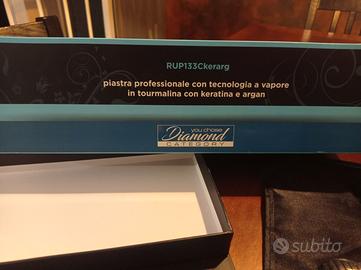 RUP133Ckerarg
piastra professionale con tecnologia a vapore
in tourmalina con keratina e argan
you chose
Diamond
CATEGORY
subito